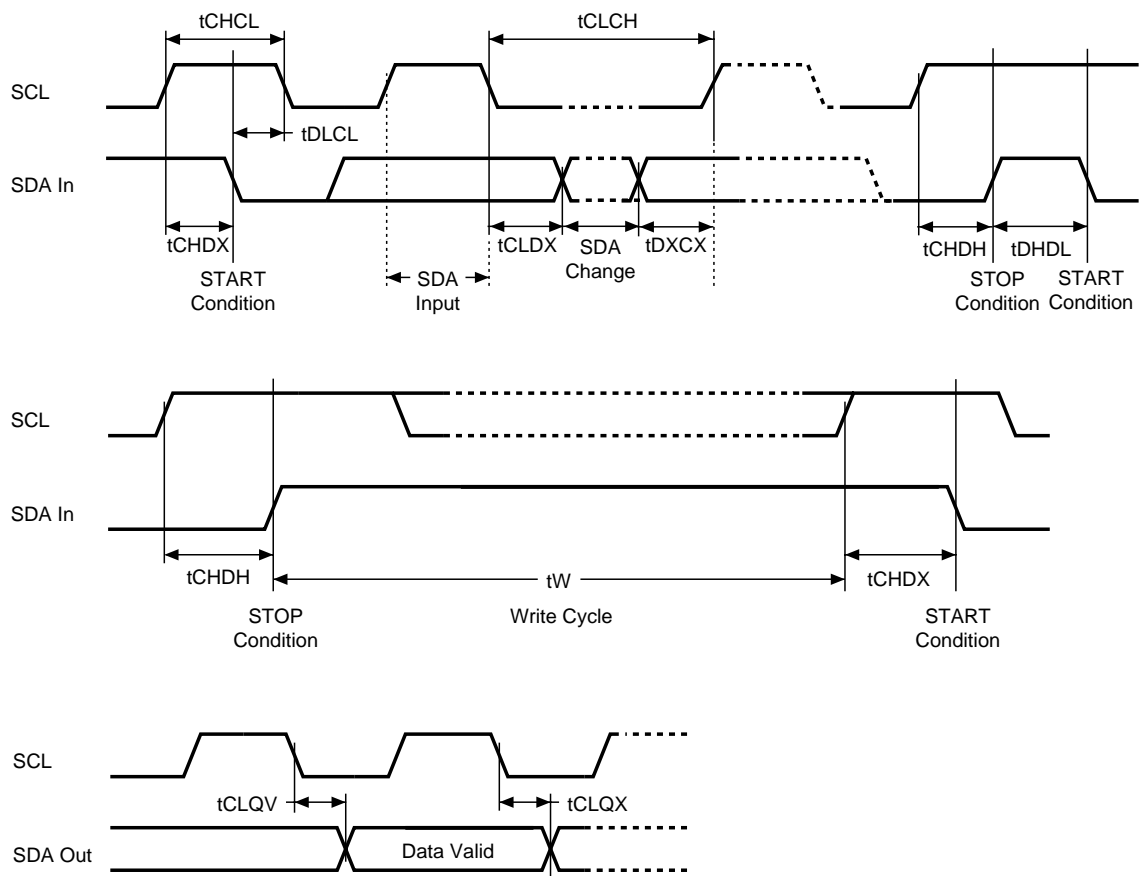 tCHCL
tCLCH
SCL
tDLCL
SDA In
tCHDX
tCLDX
SDA
Change
tDXCX
tCHDH
tDHDL
START
Condition
SDA
Input
STOP
Condition
START
Condition
SCL
SDA In
tCHDH
tW
tCHDX
STOP
Condition
Write Cycle
START
Condition
SCL
tCLQV
tCLQX
SDA Out
Data Valid